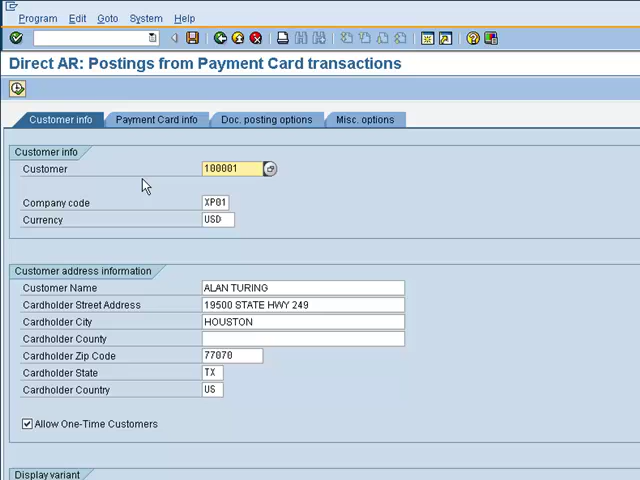 Program Edit Goto System Help
Direct AR: Postings from Payment Card transactions
Customer info Payment Card info Doc. posting options Misc. options
Customer info
Customer 100001
Company code XP01
Currency USD
Customer address information
Customer Name ALAN TURING
Cardholder Street Address 19500 STATE HWY 249
Cardholder City HOUSTON
Cardholder County
Cardholder Zip Code 77070
Cardholder State TX
Cardholder Country US
Allow One-Time Customers
Display variant